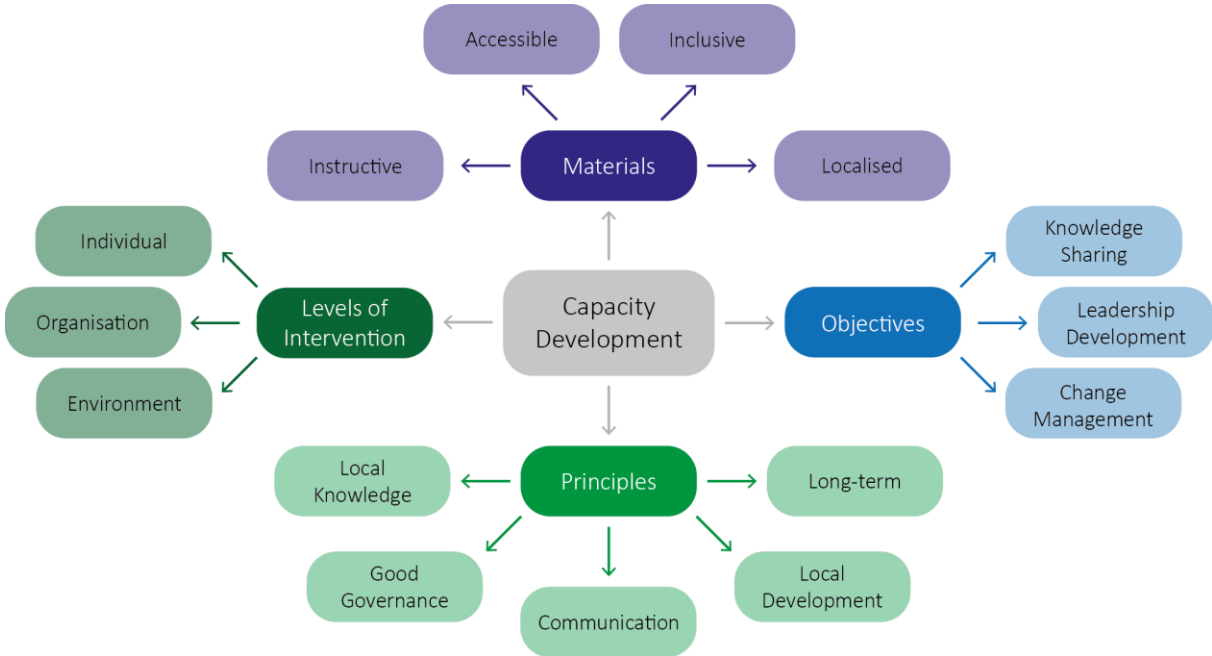 Accessible
Inclusive
Instructive
Materials
Localised
Individual
Organisation
Environment
Levels of
Intervention
Capacity
Development
Objectives
Knowledge
Sharing
Leadership
Development
Change
Management
Local
Knowledge
Principles
Long-term
Good
Governance
Communication
Local
Development